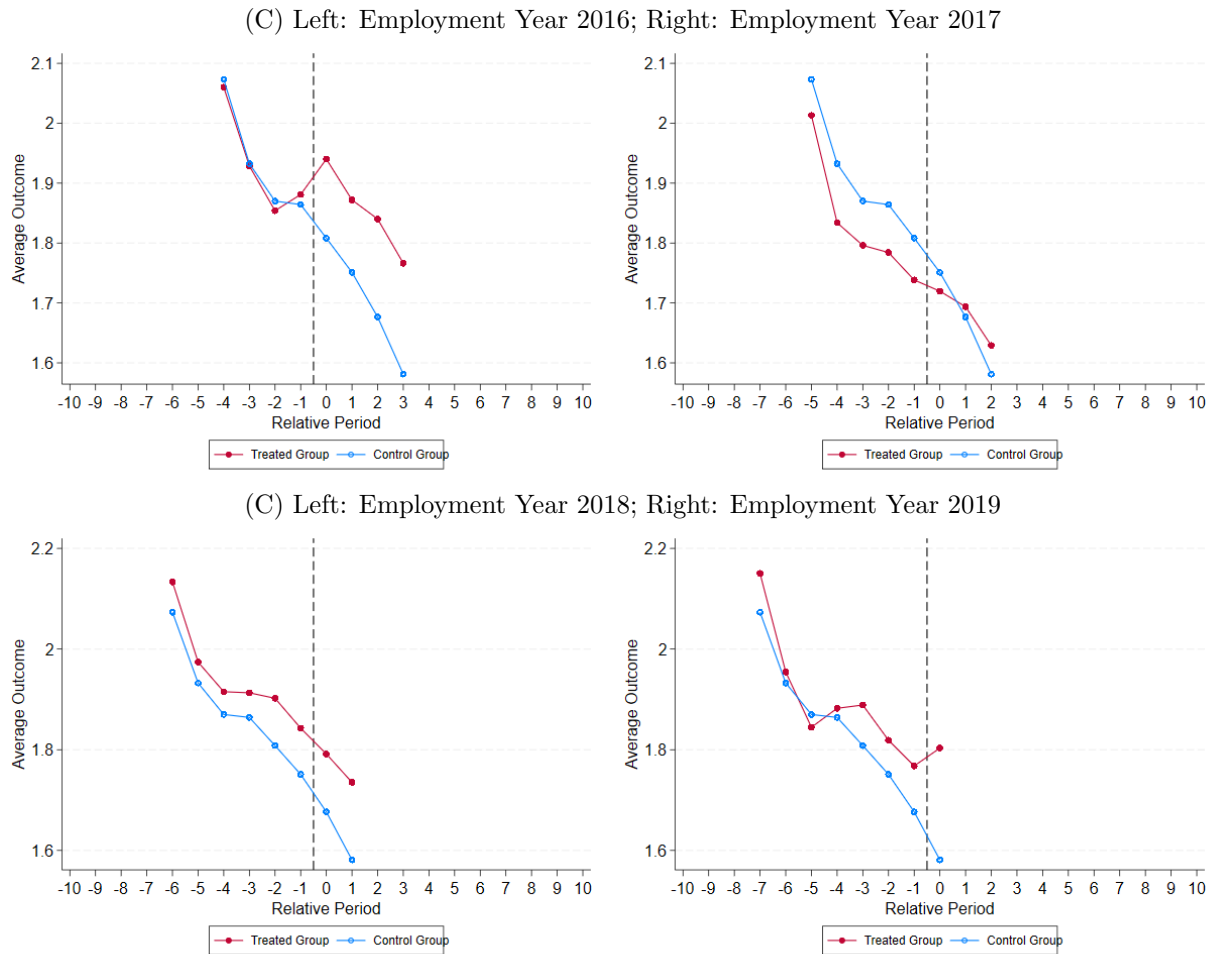 (C) Left: Employment Year 2016; Right: Employment Year 2017
2.1
2
1.9
1.8
1.7
1.6
Average Outcome
-10 -9 -8 -7 -6 -5 -4 -3 -2 -1 0 1 2 3 4 5 6 7 8 9 10
Relative Period
Treated Group Control Group
2.1
2
1.9
1.8
1.7
1.6
Average Outcome
-10 -9 -8 -7 -6 -5 -4 -3 -2 -1 0 1 2 3 4 5 6 7 8 9 10
Relative Period
Treated Group Control Group
(C) Left: Employment Year 2018; Right: Employment Year 2019
2.2
2
1.8
1.6
Average Outcome
-10 -9 -8 -7 -6 -5 -4 -3 -2 -1 0 1 2 3 4 5 6 7 8 9 10
Relative Period
Treated Group Control Group
2.2
2
1.8
1.6
Average Outcome
-10 -9 -8 -7 -6 -5 -4 -3 -2 -1 0 1 2 3 4 5 6 7 8 9 10
Relative Period
Treated Group Control Group